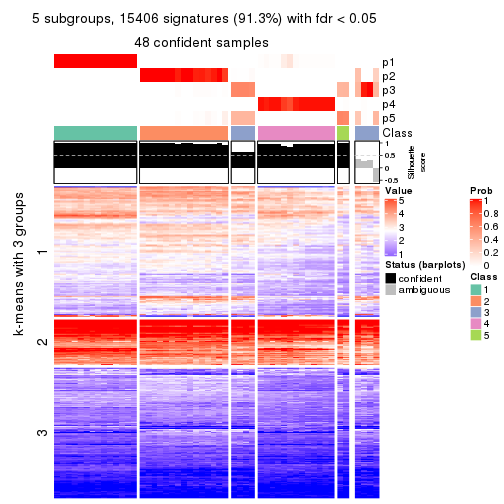 5 subgroups, 15406 signatures (91.3%) with fdr < 0.05
48 confident samples
p1
p2
p3
p4
p5
Class
1
0.5
0
-0.5
Silhouette
score
k-means with 3 groups
1
2
3
Value
5
4
3
2
1
Status (barplots)
confident
ambiguous
Prob
1
0.8
0.6
0.4
0.2
0
Class
1
2
3
4
5